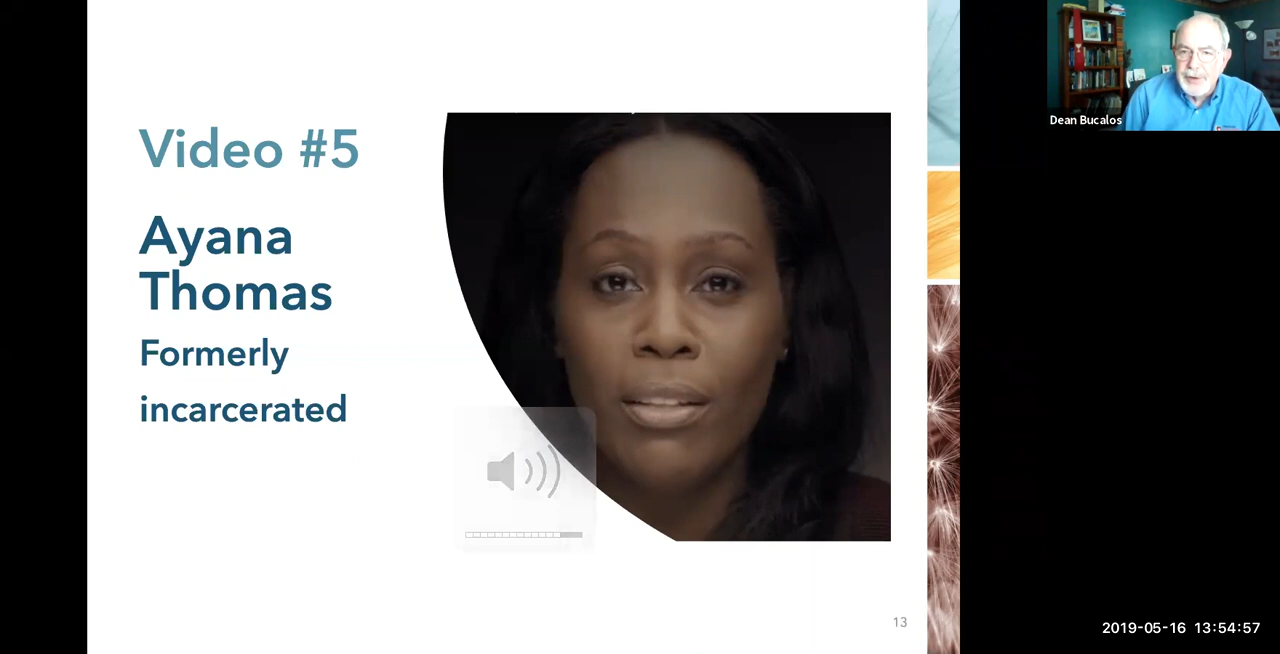 Video #5
Ayana
Thomas
Formerly
incarcerated
13
Dean Bucalos
2019-05-16 13:54:57